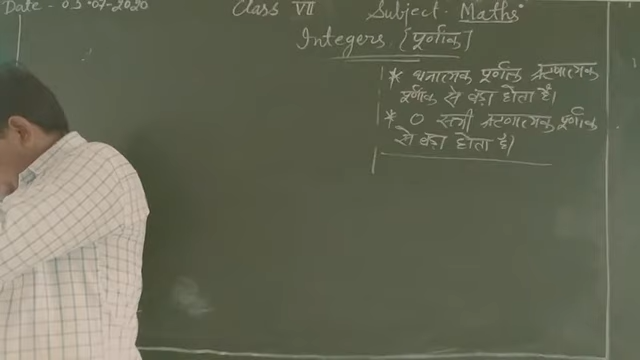 Date - 03-07-2020 Class VII Subject - Maths
Integers. [पूर्णांक]
* धनात्मक पूर्णांक ऋणात्मक
पूर्णांक से बड़ा होता है।
* 0 सभी ऋणात्मक पूर्णांक
से बड़ा होता है।